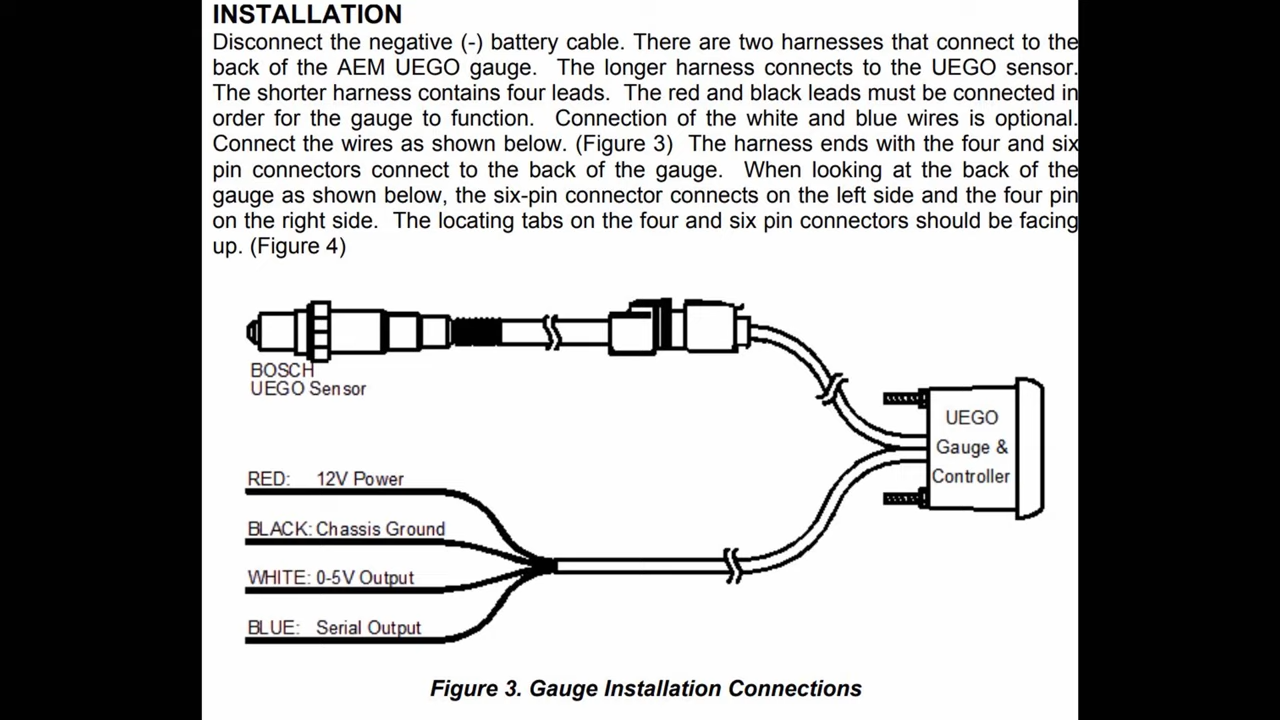 INSTALLATION
Disconnect the negative (-) battery cable. There are two harnesses that connect to the
back of the AEM UEGO gauge. The longer harness connects to the UEGO sensor.
The shorter harness contains four leads. The red and black leads must be connected in
order for the gauge to function. Connection of the white and blue wires is optional.
Connect the wires as shown below. (Figure 3) The harness ends with the four and six
pin connectors connect to the back of the gauge. When looking at the back of the
gauge as shown below, the six-pin connector connects on the left side and the four pin
on the right side. The locating tabs on the four and six pin connectors should be facing
up. (Figure 4)
BOSCH
UEGO Sensor
UEGO
Gauge &
Controller
RED: 12V Power
BLACK: Chassis Ground
WHITE: 0-5V Output
BLUE: Serial Output
Figure 3. Gauge Installation Connections